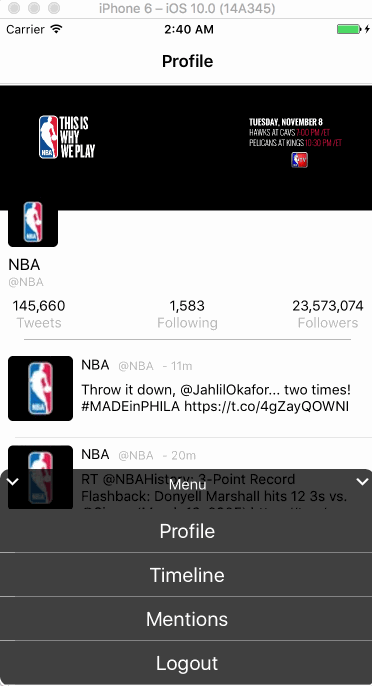 iPhone 6 – iOS 10.0 (14A345)
Carrier 2:40 AM
Profile
THIS IS
WHY
WE PLAY
NBA
TUESDAY, NOVEMBER 8
HAWKS AT CAVS 7:00 PM /ET
PELICANS AT KINGS 10:30 PM /ET
NBA
@NBA
145,660 1,583 23,573,074
Tweets Following Followers
NBA @NBA - 11m
Throw it down, @JahlilOkafor... two times!
#MADEinPHILA https://t.co/4gZayQOWNI
NBA @NBA - 20m
RT @NBAHistory: 3-Point Record
Menu
Flashback: Donyell Marshall hits 12 3s vs.
Profile
Timeline
Mentions
Logout